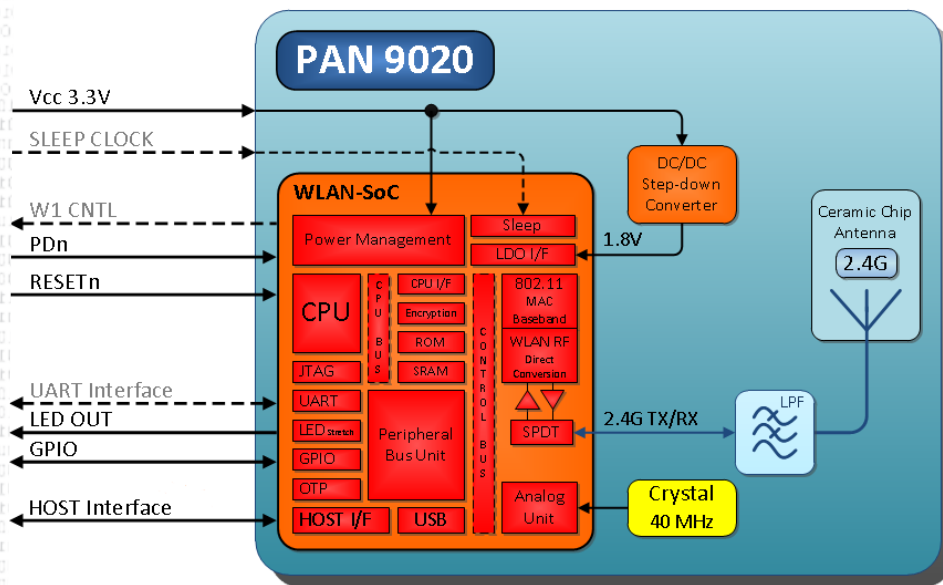 PAN 9020
Vcc 3.3V
SLEEP CLOCK
W1 CNTL
PDn
RESETn
UART Interface
LED OUT
GPIO
HOST Interface
WLAN-SoC
Power Management
Sleep
LDO I/F
CPU
CPU BUS
CPU I/F
Encryption
ROM
SRAM
CONTROL BUS
802.11
MAC
Baseband
WLAN RF
Direct
Conversion
JTAG
UART
LED Stretch
GPIO
OTP
HOST I/F
USB
Peripheral
Bus Unit
SPDT
Analog
Unit
DC/DC
Step-down
Converter
1.8V
2.4G TX/RX
LPF
Crystal
40 MHz
Ceramic Chip
Antenna
2.4G